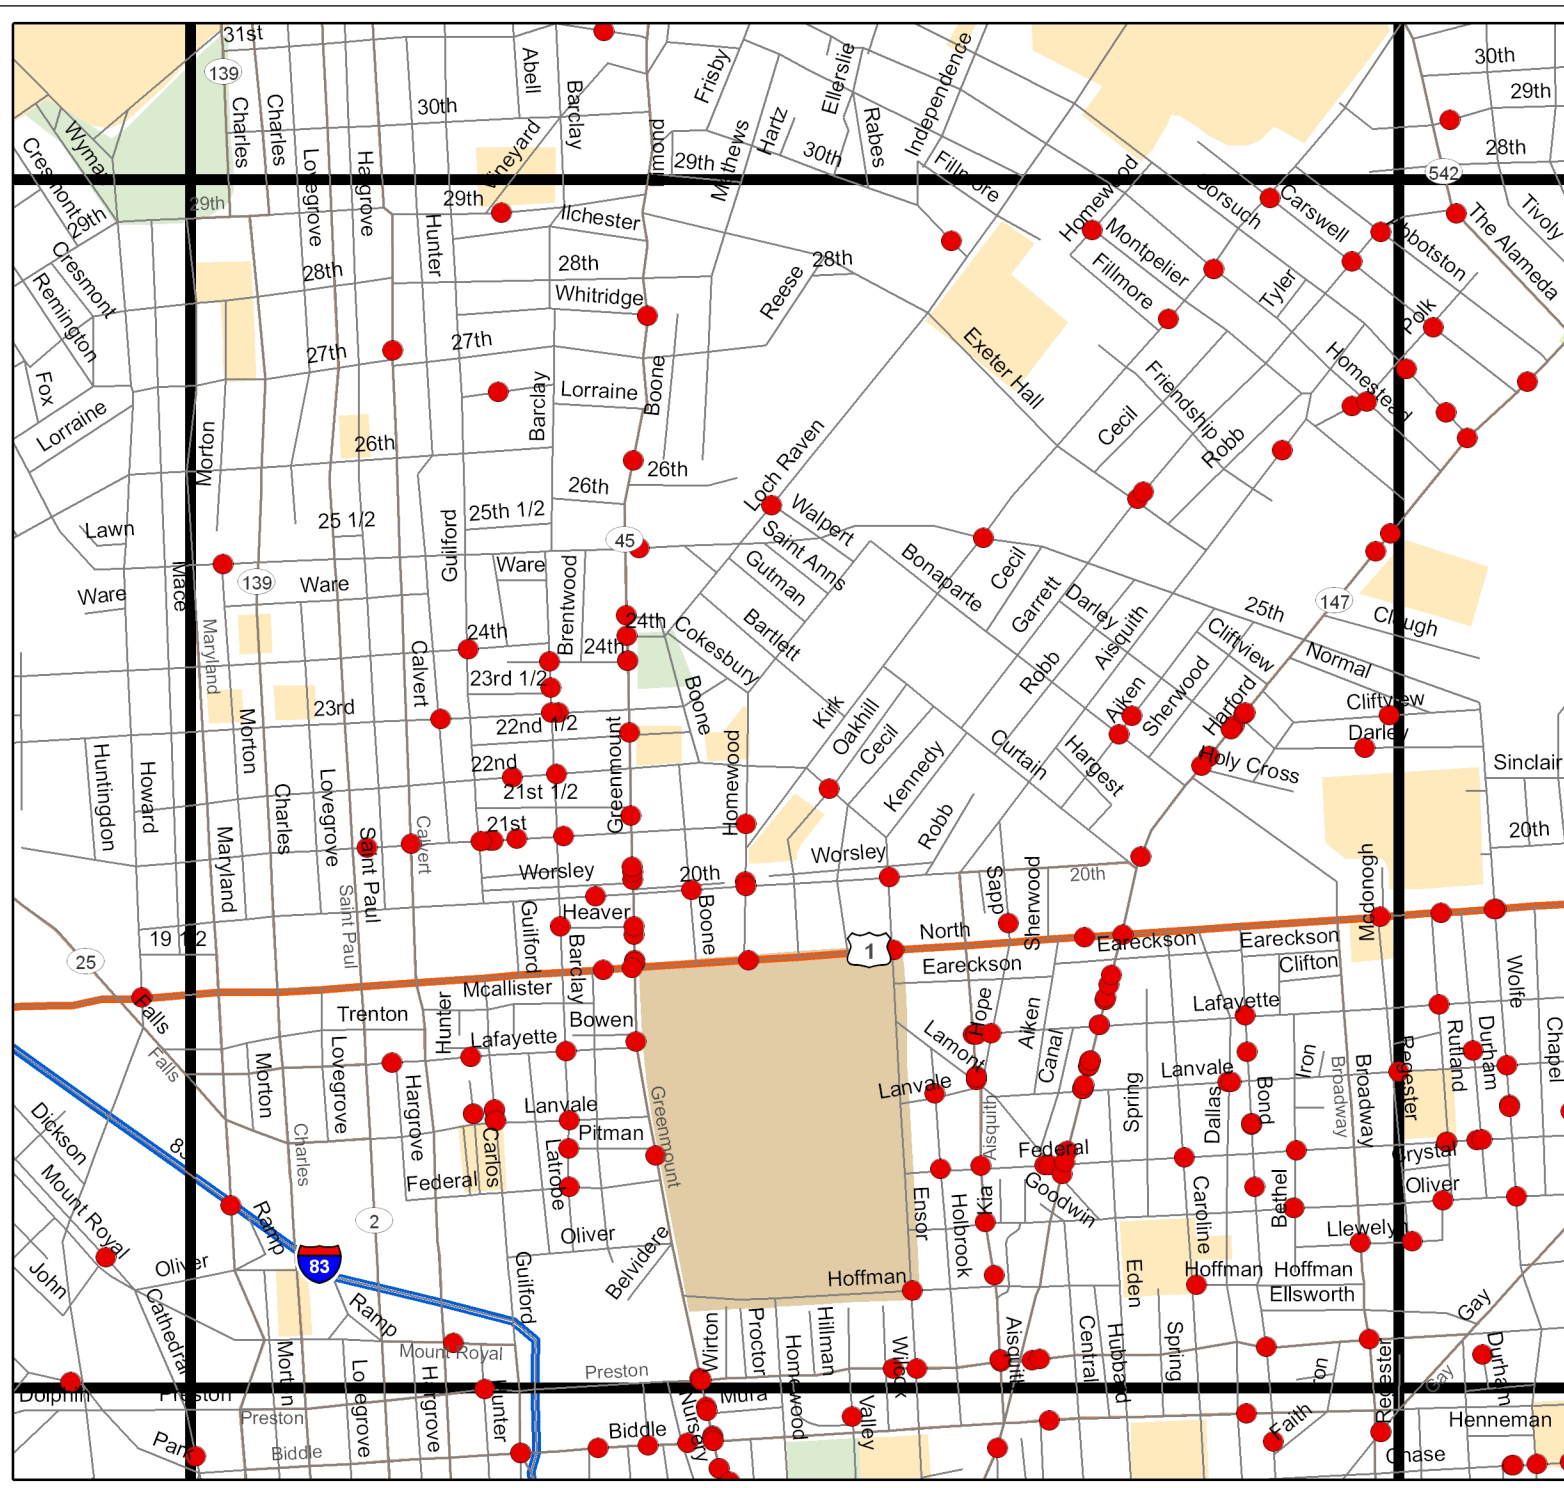 31st
139
Charles
Charles
Lovegrove
Hargrove
30th
Abell
Barclay
Vineyard
Frisby
Matthews
Hartz
Ellerslie
Rabes
Independence
30th
29th
Fillmore
30th
29th
28th
542
Wyman
Cresmont
29th
29th
29th
Ilchester
Hunter
28th
28th
Whitridge
Reese
28th
Homewood
Montpelier
Fillmore
Gorsuch
Carswell
Tyler
Abbotston
The Alameda
Tivoly
Polk
Cresmont
Remington
Fox
Lorraine
27th
27th
Lorraine
Barclay
Boone
Exeter Hall
Cecil
Friendship
Robb
Homestead
Morton
26th
26th
26th
25 1/2
25th 1/2
Guilford
45
Loch Raven
Walpert
Saint Anns
Gutman
Bartlett
Lawn
Ware
Mace
139
Ware
Ware
Brentwood
24th
24th
24th
Cokesbury
Boone
Bonaparte
Cecil
Garrett
Darley
Aisquith
Robb
25th
147
Clough
Cliftview
Normal
Sherwood
Aiken
Harford
Cliftview
Darley
Holy Cross
Sinclair
Maryland
Calvert
23rd 1/2
23rd
22nd 1/2
22nd
21st 1/2
21st
Greenmount
Homewood
Kirk
Oakhill
Cecil
Kennedy
Robb
Curtain
Hargest
Morton
Huntingdon
Howard
Charles
Lovegrove
Maryland
Saint Paul
Saint Paul
Calvert
Worsley
20th
Worsley
20th
20th
Heaver
Boone
Guilford
Barclay
Sapp
Sherwood
Mcdonough
19 1/2
25
1
North
Eareckson
Eareckson
Eareckson
Clifton
Wolfe
Falls
Falls
Mcallister
Trenton
Hunter
Lafayette
Bowen
Hope
Aiken
Canal
Lamont
Lanvale
Lafayette
Lanvale
Dallas
Bond
Iron
Broadway
Broadway
Regester
Rutland
Durham
Chapel
Morton
Lovegrove
Hargrove
Lanvale
Pitman
Carlos
Latrobe
Greenmount
Federal
Spring
Charles
Federal
Goodwin
Crystal
Oliver
Llewelyn
Dickson
Mount Royal
John
Ramp
2
83
Oliver
Oliver
Belvidere
Guilford
Ensor
Holbrook
Kia
Caroline
Bethel
Eden
Hoffman
Hoffman
Hoffman
Ellsworth
Gay
Gay
Cathedral
Ramp
Mount Royal
Preston
Wirton
Proctor
Homewood
Hillman
Wilcox
Aisquith
Central
Hubbard
Spring
Regester
Durham
Dolphin
Preston
Preston
Morton
Lovegrove
Hargrove
Hunter
Mura
Nursery
Valley
Biddle
Biddle
Park
Faith
Henneman
Chase